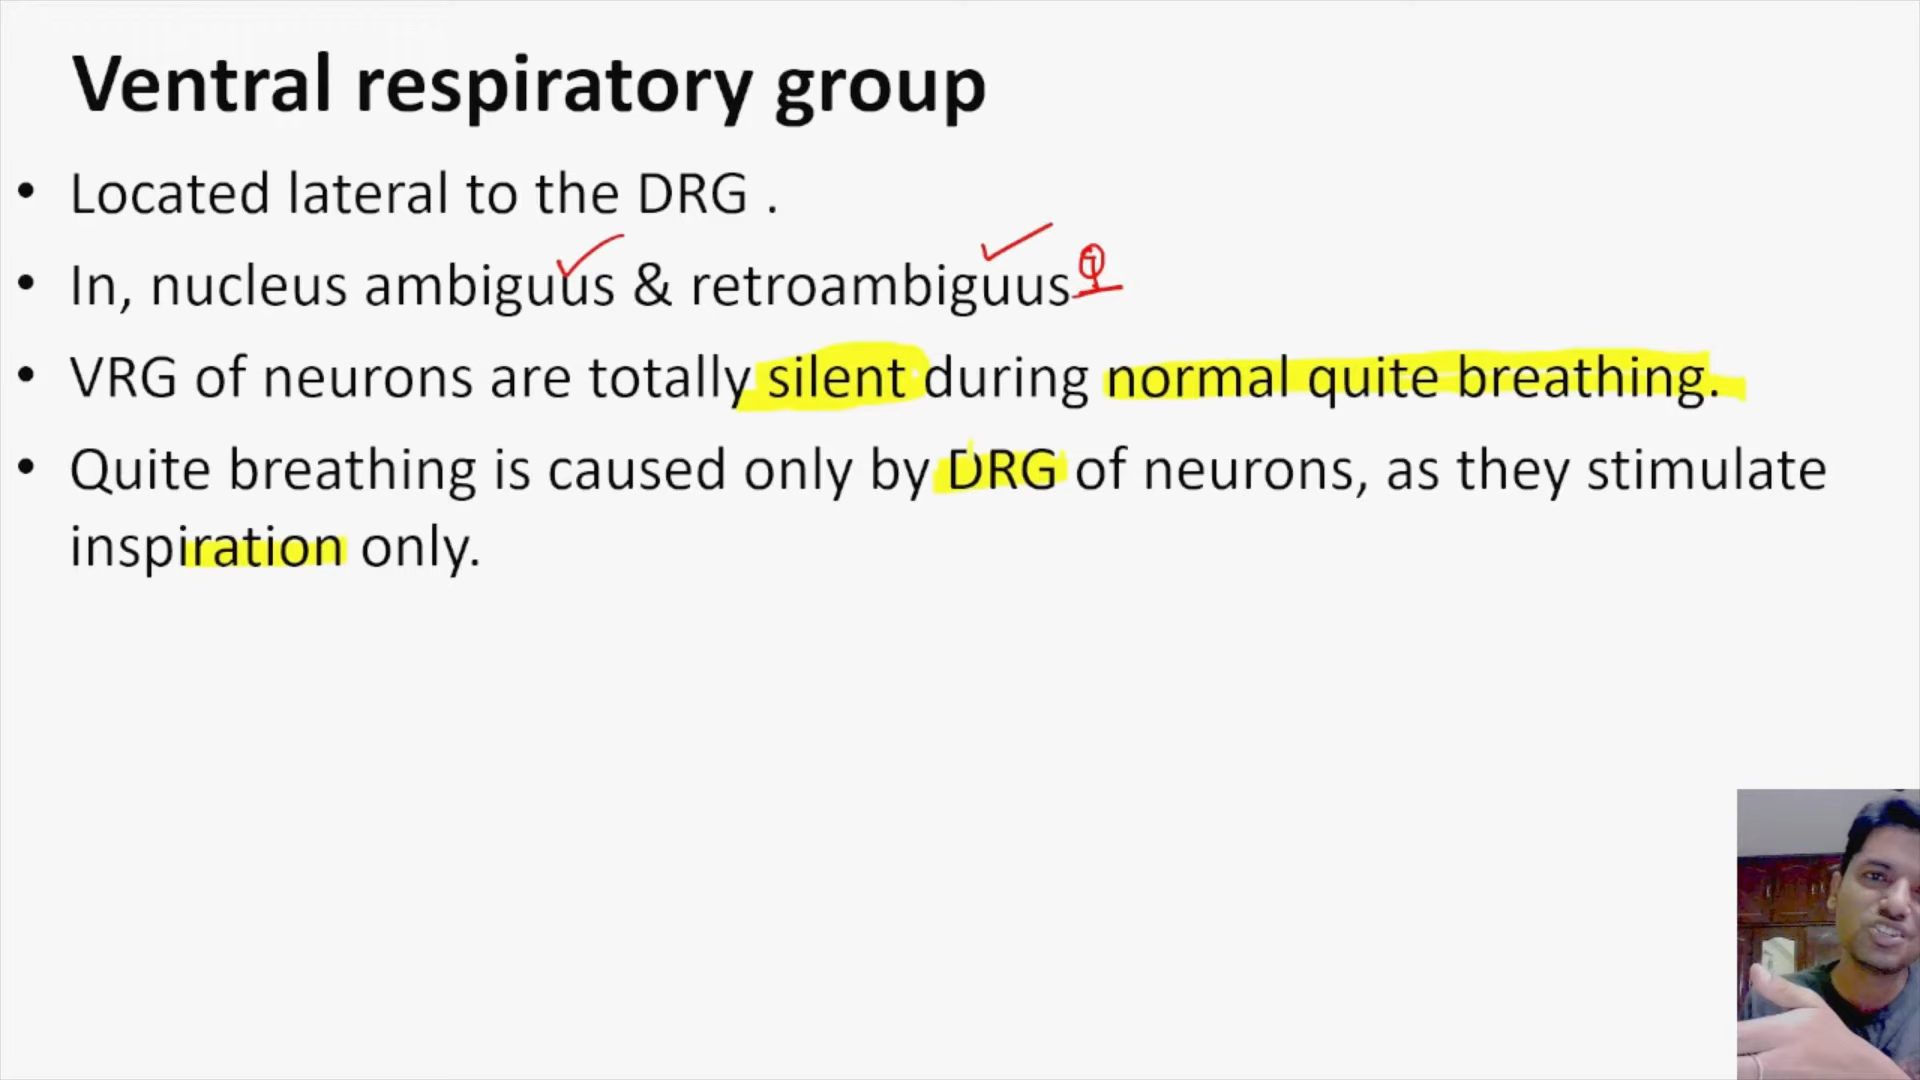 Ventral respiratory group
• Located lateral to the DRG .
• In, nucleus ambiguus & retroambiguus
• VRG of neurons are totally silent during normal quite breathing.
• Quite breathing is caused only by DRG of neurons, as they stimulate
inspiration only.